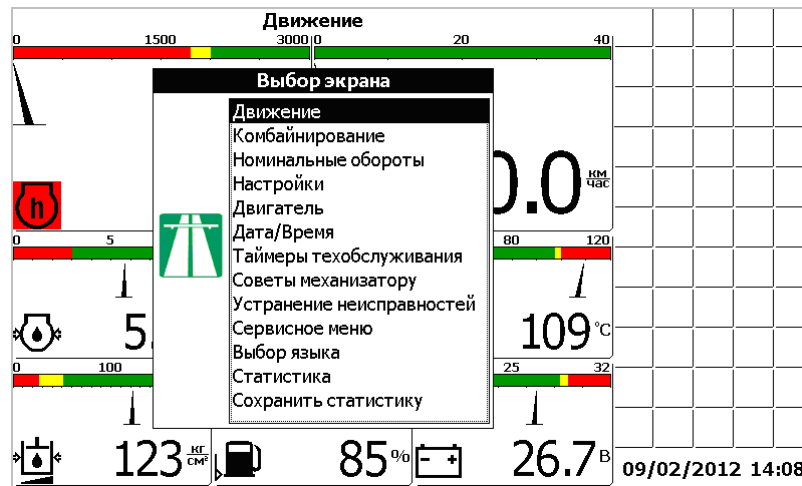 Движение
0 1500 3000 0 20 40
Выбор экрана
Движение
Комбайнирование
Номинальные обороты
Настройки
Двигатель
Дата/Время
Таймеры техобслуживания
Советы механизатору
Устранение неисправностей
Сервисное меню
Выбор языка
Статистика
Сохранить статистику
0.0 км/час
h
0 5 80 120
5. 109 °C
0 100 25 32
123 кг/см² 85 % 26.7 В
09/02/2012 14:08